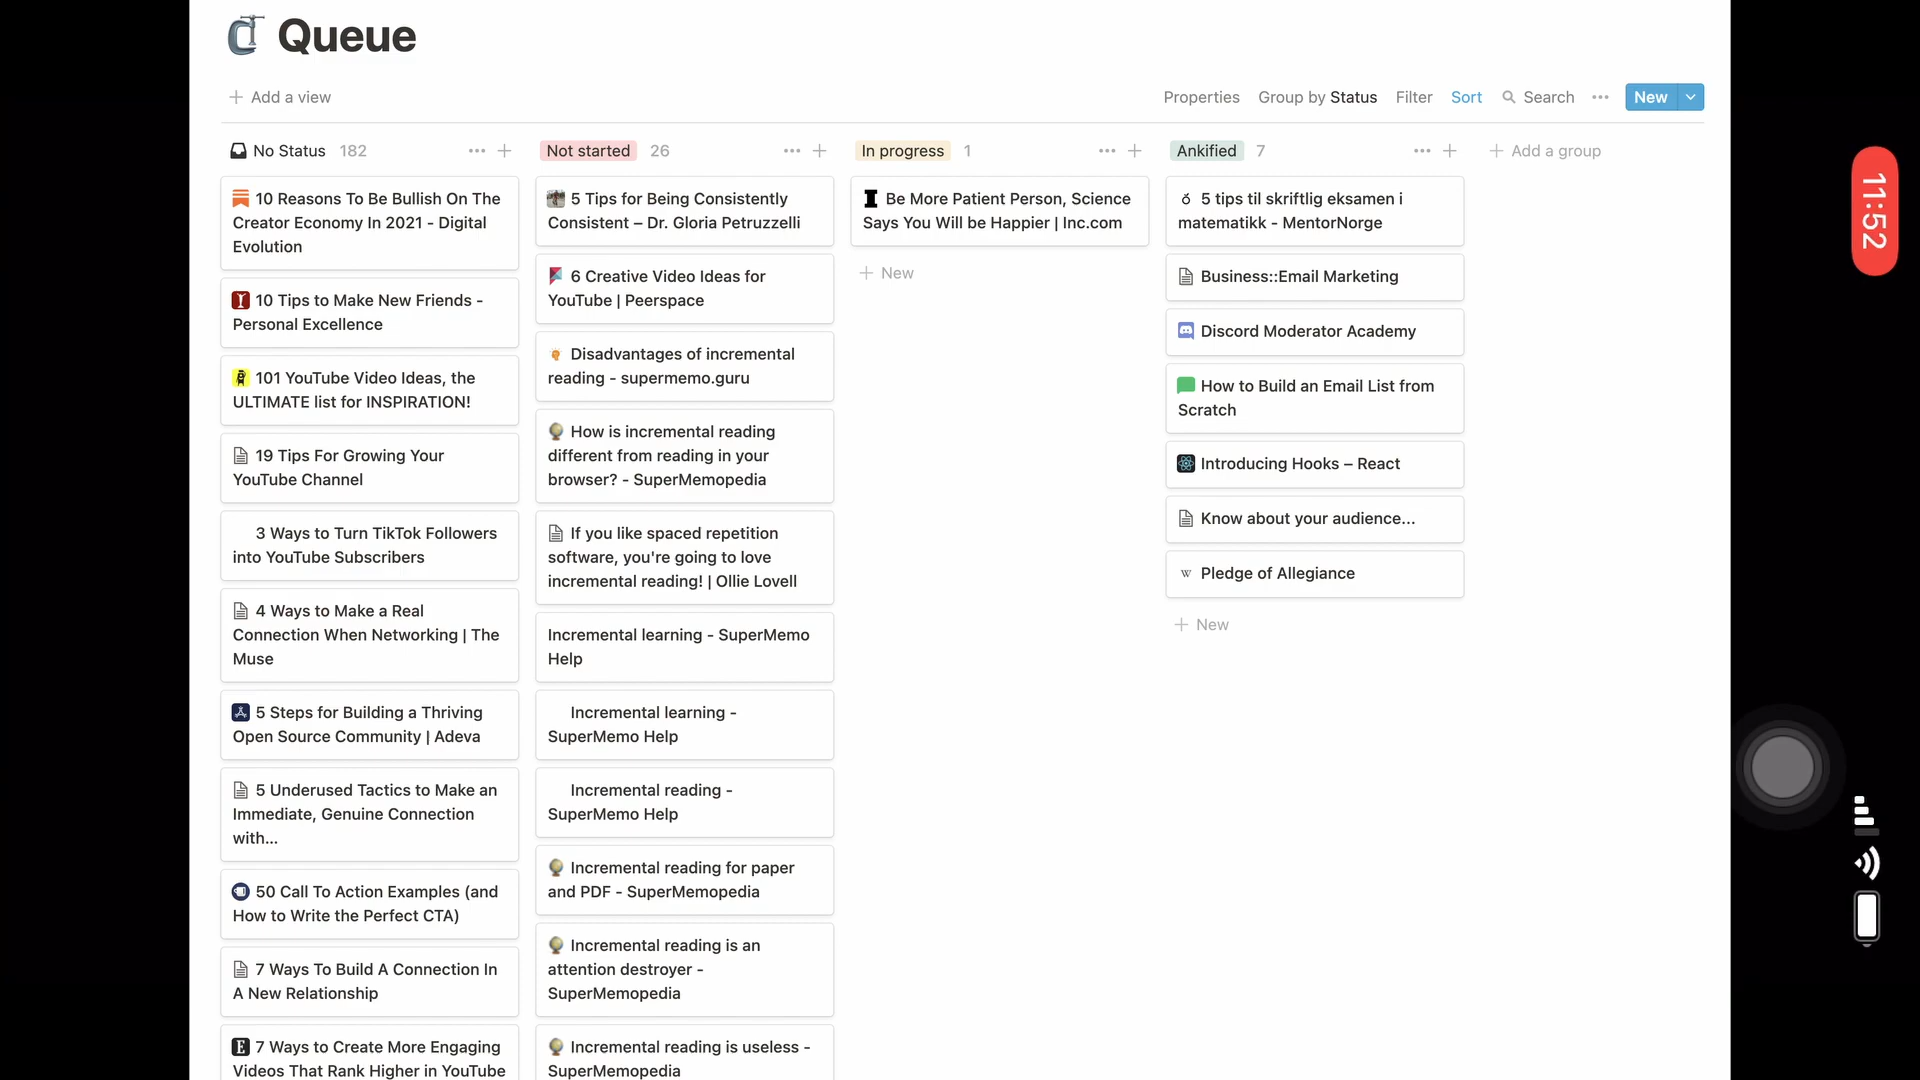 Queue
Add a view
Properties Group by Status Filter Sort Search New
No Status 182
10 Reasons To Be Bullish On The
Creator Economy In 2021 - Digital
Evolution
10 Tips to Make New Friends -
Personal Excellence
101 YouTube Video Ideas, the
ULTIMATE list for INSPIRATION!
19 Tips For Growing Your
YouTube Channel
3 Ways to Turn TikTok Followers
into YouTube Subscribers
4 Ways to Make a Real
Connection When Networking | The
Muse
5 Steps for Building a Thriving
Open Source Community | Adeva
5 Underused Tactics to Make an
Immediate, Genuine Connection
with...
50 Call To Action Examples (and
How to Write the Perfect CTA)
7 Ways To Build A Connection In
A New Relationship
7 Ways to Create More Engaging
Videos That Rank Higher in YouTube
Not started 26
5 Tips for Being Consistently
Consistent – Dr. Gloria Petruzzelli
6 Creative Video Ideas for
YouTube | Peerspace
Disadvantages of incremental
reading - supermemo.guru
How is incremental reading
different from reading in your
browser? - SuperMemopedia
If you like spaced repetition
software, you're going to love
incremental reading! | Ollie Lovell
Incremental learning - SuperMemo
Help
Incremental learning -
SuperMemo Help
Incremental reading -
SuperMemo Help
Incremental reading for paper
and PDF - SuperMemopedia
Incremental reading is an
attention destroyer -
SuperMemopedia
Incremental reading is useless -
SuperMemopedia
In progress 1
Be More Patient Person, Science
Says You Will be Happier | Inc.com
New
Ankified 7
5 tips til skriftlig eksamen i
matematikk - MentorNorge
Business::Email Marketing
Discord Moderator Academy
How to Build an Email List from
Scratch
Introducing Hooks – React
Know about your audience...
Pledge of Allegiance
New
Add a group
11:52